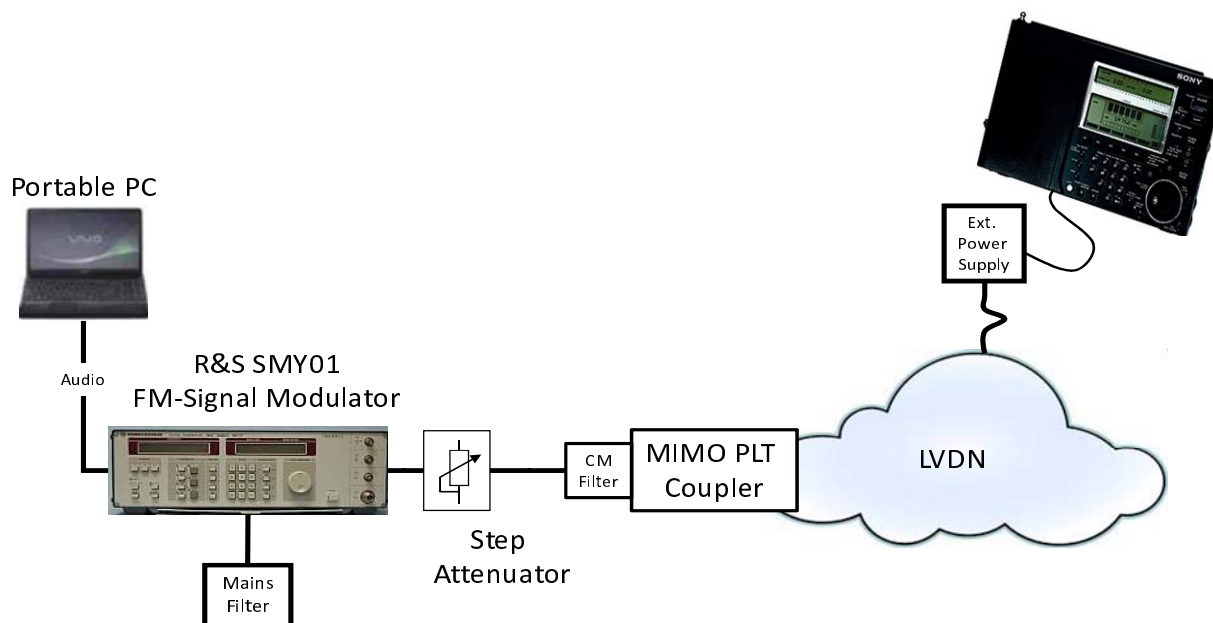 SONY
Portable PC
VAIO
Ext.
Power
Supply
Audio
R&S SMY01
FM-Signal Modulator
CM
Filter
MIMO PLT
Coupler
LVDN
Step
Attenuator
Mains
Filter